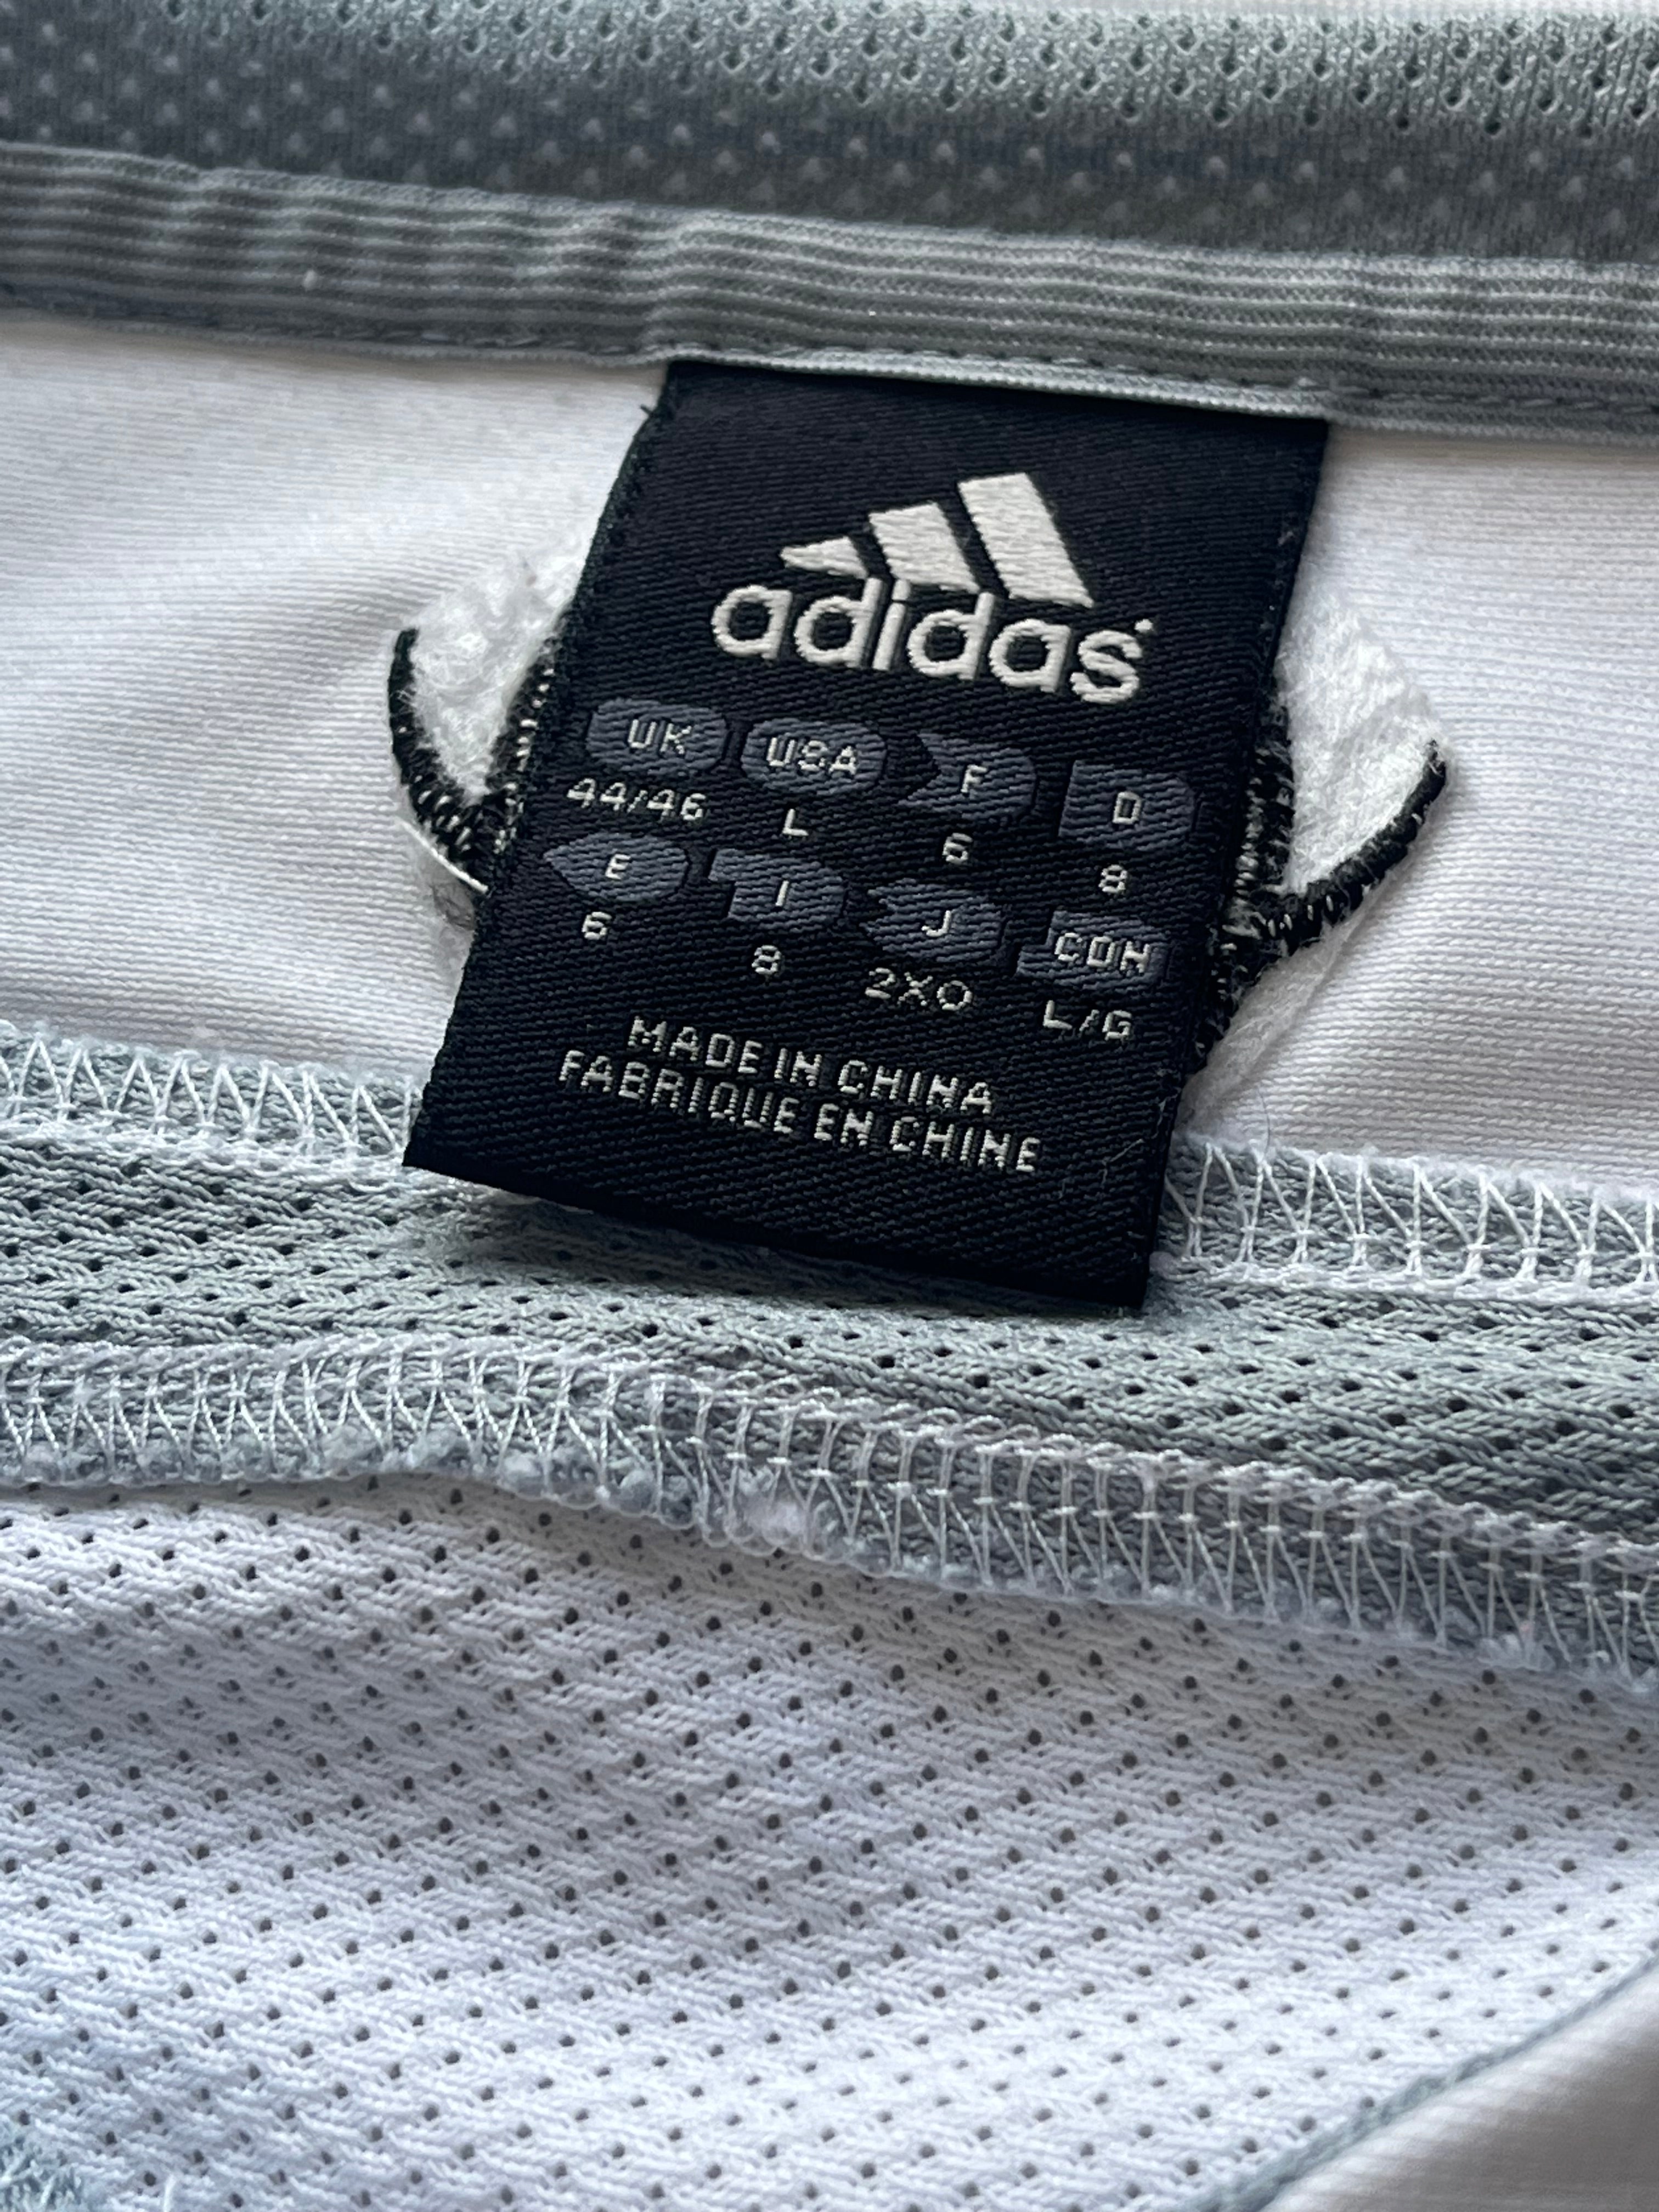 adidas
UK USA F D
44/46 L 6 8
E I J CDN
6 8 2XO L/G
MADE IN CHINA
FABRIQUE EN CHINE